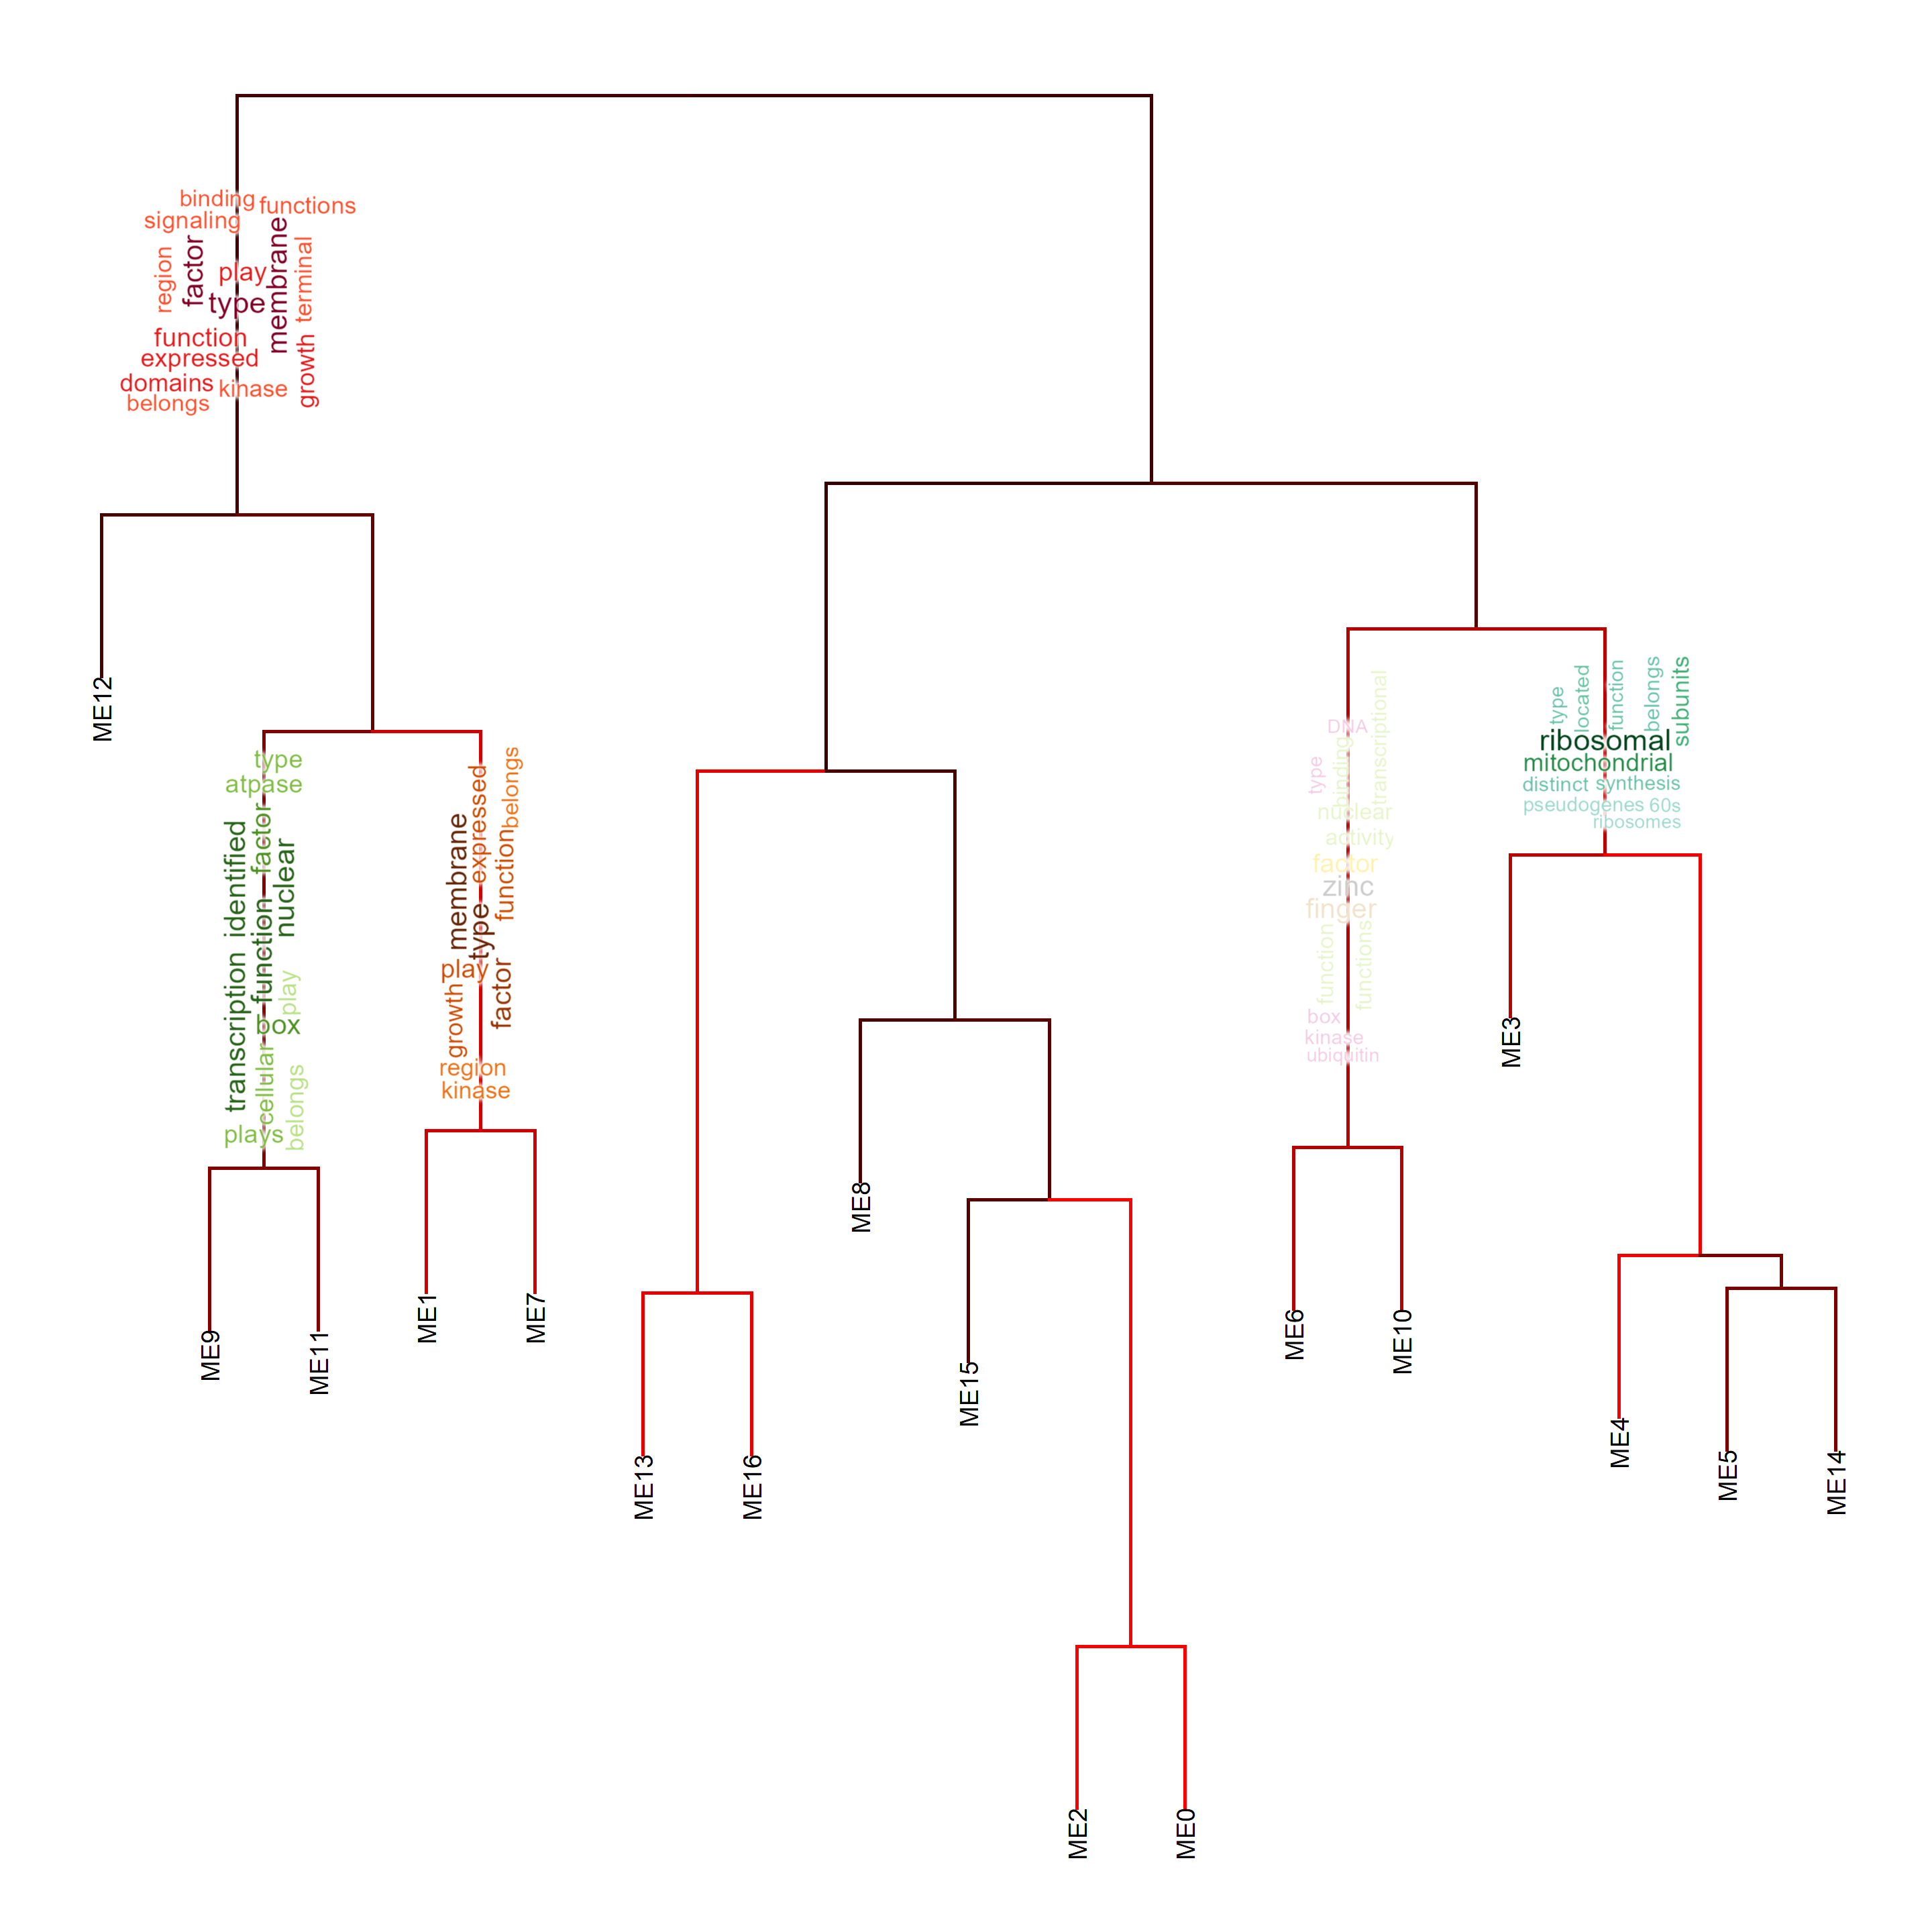 binding
functions
signaling
region
factor
membrane
terminal
play
type
function
expressed
growth
domains
kinase
belongs
ME12
type
atpase
factor
identified
nuclear
function
transcription
play
box
cellular
belongs
plays
belongs
expressed
membrane
function
type
play
factor
growth
region
kinase
DNA
transcriptional
binding
type
nuclear
activity
factor
zinc
finger
function
functions
box
kinase
ubiquitin
type
located
function
belongs
subunits
ribosomal
mitochondrial
distinct
synthesis
pseudogenes
60s
ribosomes
ME3
ME8
ME9
ME11
ME1
ME7
ME15
ME6
ME10
ME13
ME16
ME4
ME5
ME14
ME2
ME0